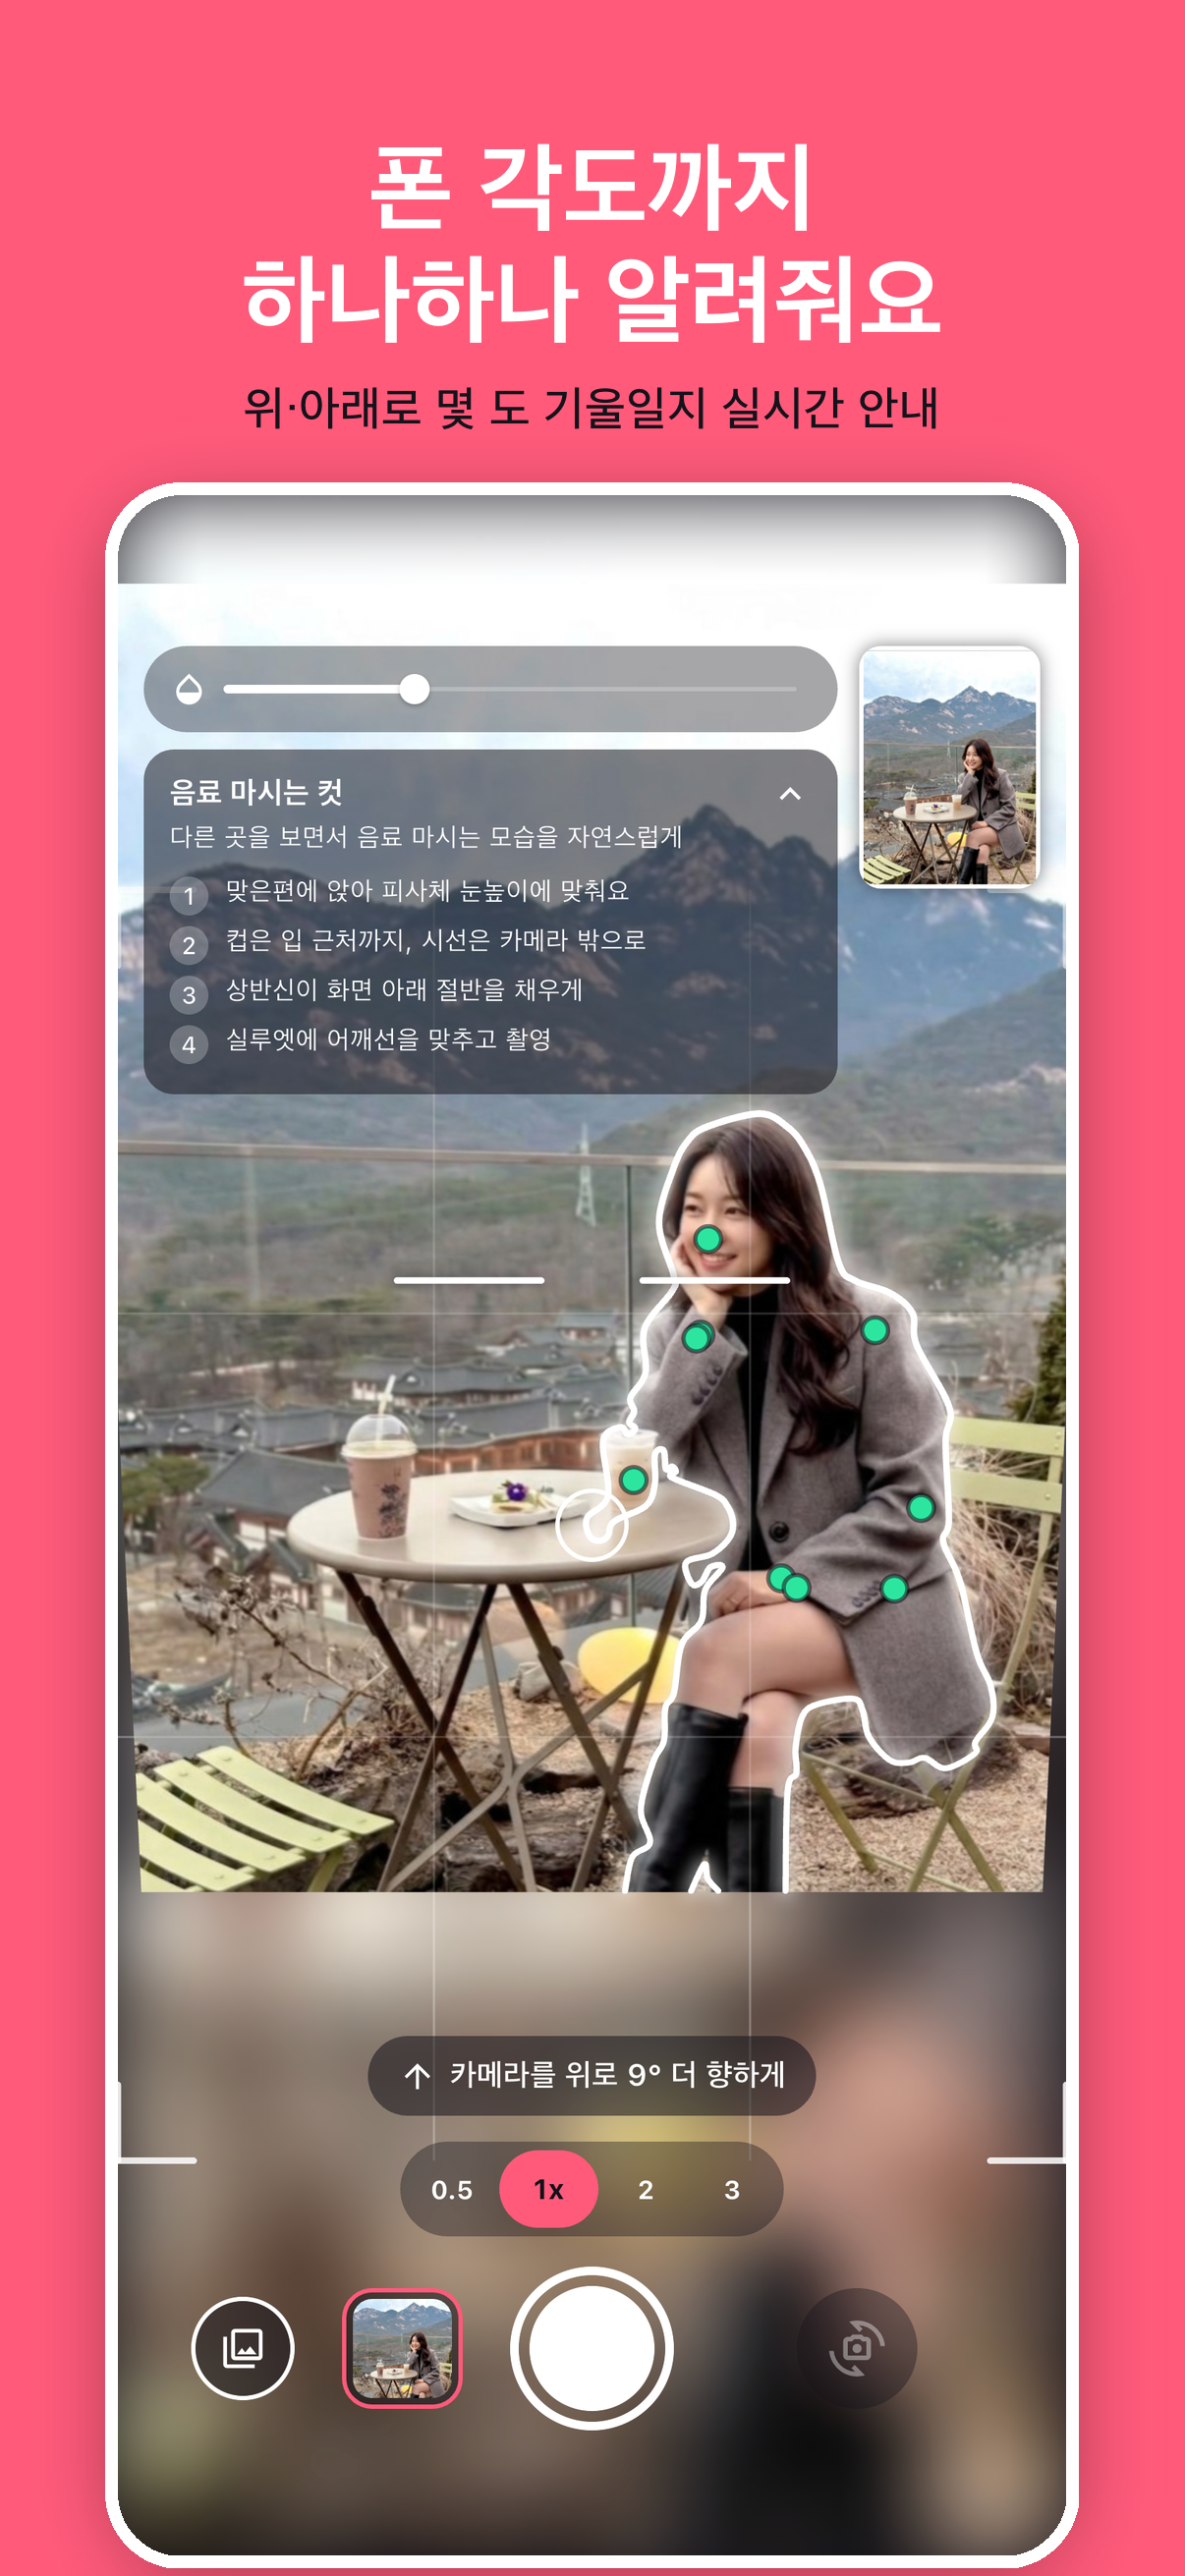 폰 각도까지
하나하나 알려줘요
위·아래로 몇 도 기울일지 실시간 안내
음료 마시는 컷
다른 곳을 보면서 음료 마시는 모습을 자연스럽게
1 맞은편에 앉아 피사체 눈높이에 맞춰요
2 컵은 입 근처까지, 시선은 카메라 밖으로
3 상반신이 화면 아래 절반을 채우게
4 실루엣에 어깨선을 맞추고 촬영
↑ 카메라를 위로 9° 더 향하게
0.5 1x 2 3